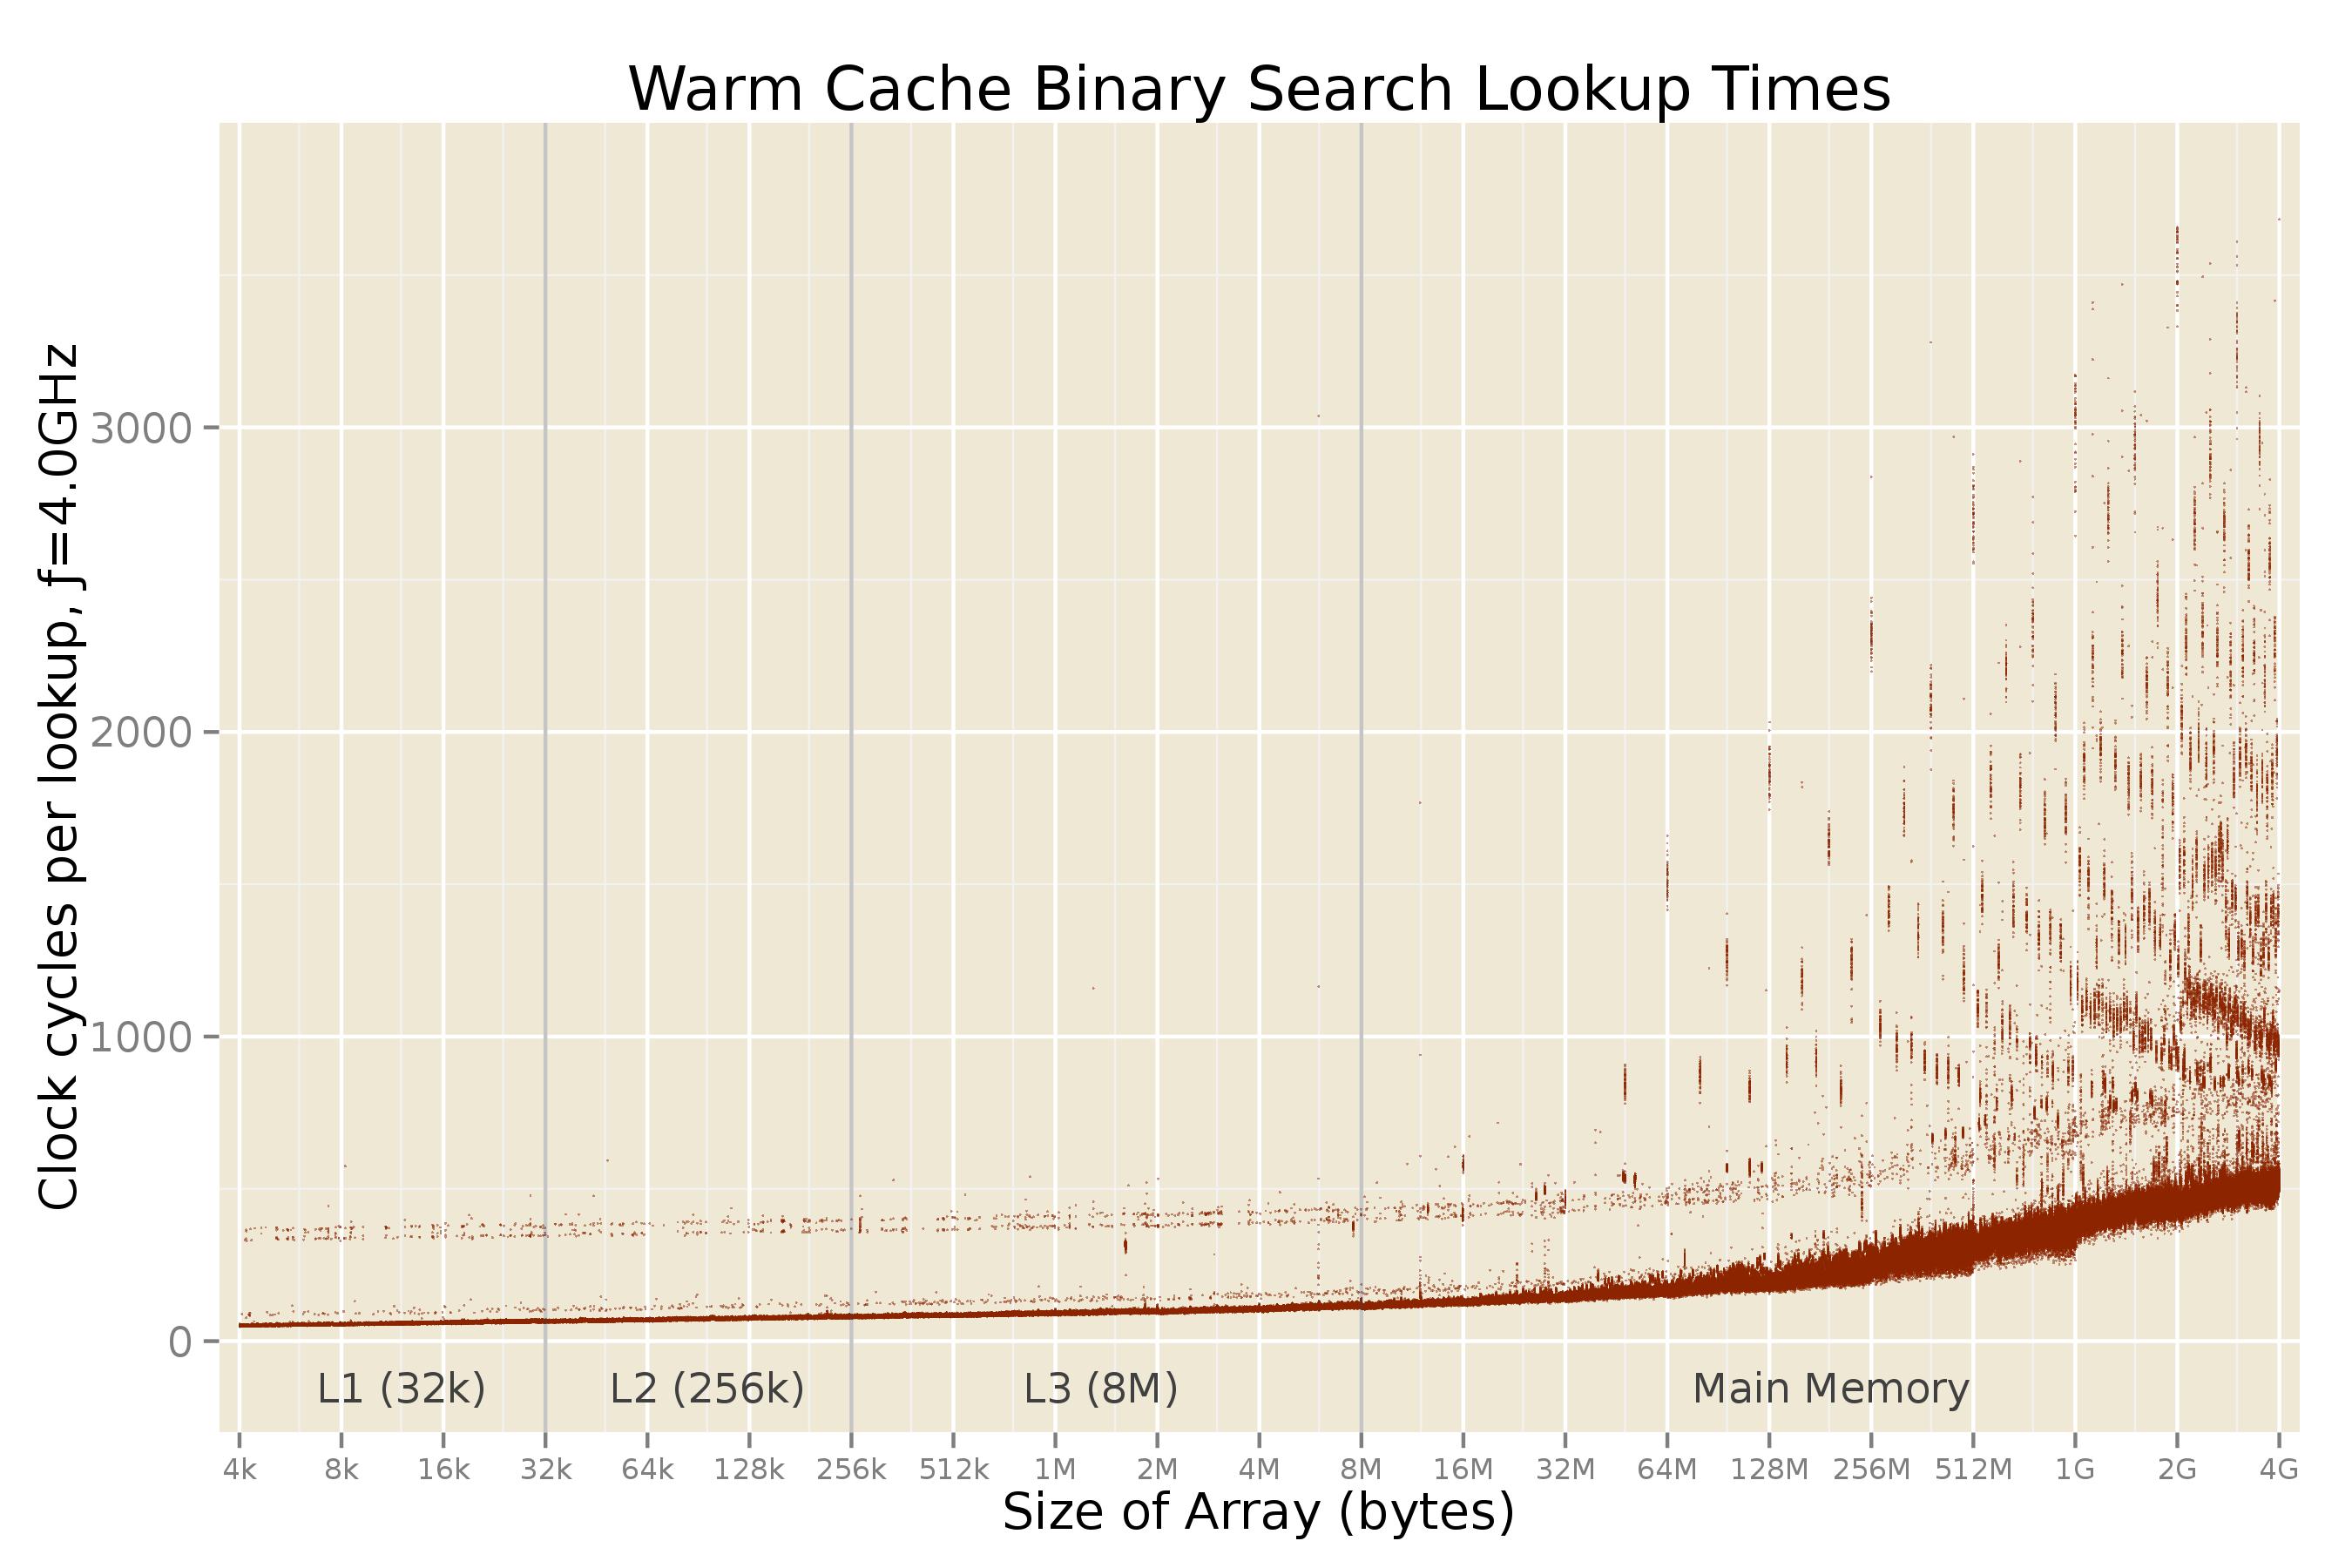 Warm Cache Binary Search Lookup Times
Clock cycles per lookup, ƒ=4.0GHz
3000
2000
1000
0
L1 (32k) L2 (256k) L3 (8M) Main Memory
4k 8k 16k 32k 64k 128k 256k 512k 1M 2M 4M 8M 16M 32M 64M 128M 256M 512M 1G 2G 4G
Size of Array (bytes)